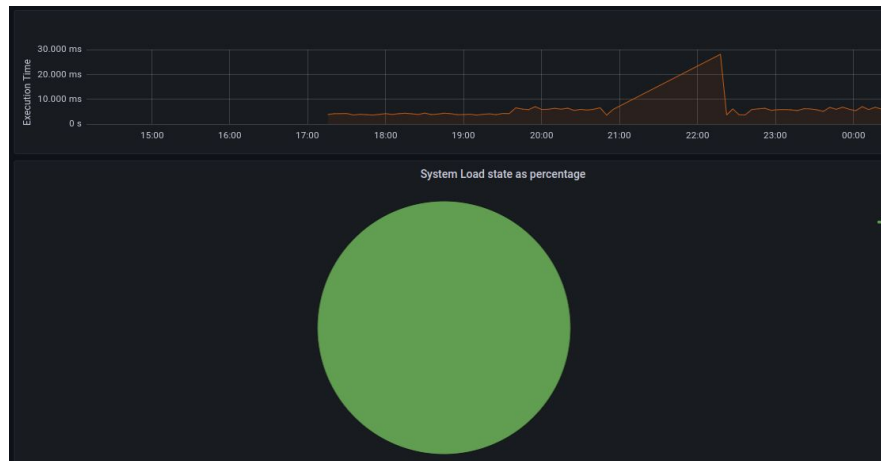 30.000 ms
20.000 ms
10.000 ms
0 s
Execution Time
15:00 16:00 17:00 18:00 19:00 20:00 21:00 22:00 23:00 00:00
System Load state as percentage